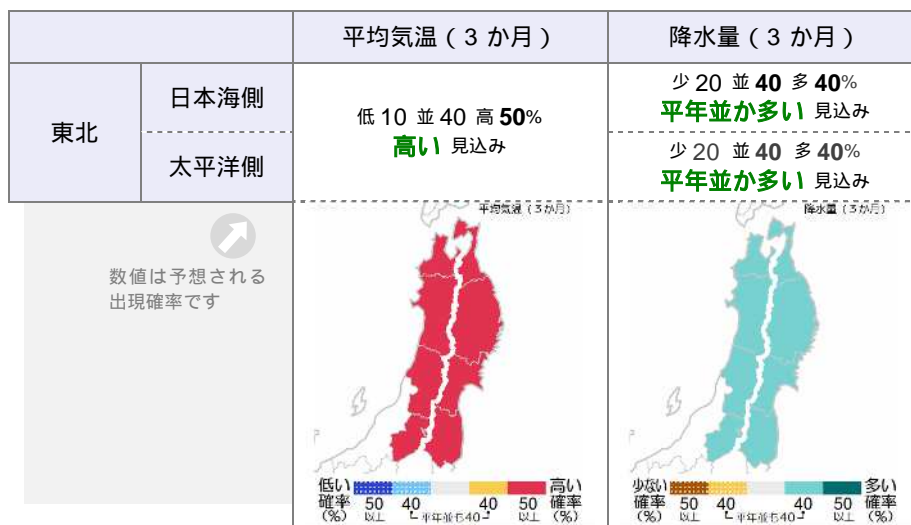 平均気温（3か月）
降水量（3か月）
東北
日本海側
太平洋側
低 10 並 40 高 50%
高い 見込み
少 20 並 40 多 40%
平年並か多い 見込み
少 20 並 40 多 40%
平年並か多い 見込み
数値は予想される
出現確率です
平均気温（3か月）
低い 高い
確率 50 40 40 50 確率
(%) 以上 平年並も40 以上 (%)
降水量（3か月）
少ない 多い
確率 50 40 40 50 確率
(%) 以上 平年並も40 以上 (%)